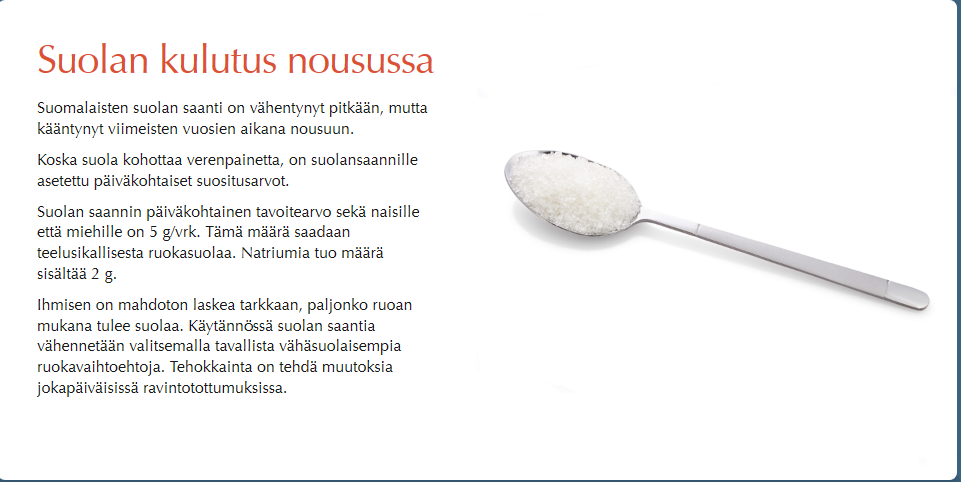 Suolan kulutus nousussa
Suomalaisten suolan saanti on vähentynyt pitkään, mutta
kääntynyt viimeisten vuosien aikana nousuun.
Koska suola kohottaa verenpainetta, on suolansaannille
asetettu päiväkohtaiset suositusarvot.
Suolan saannin päiväkohtainen tavoitearvo sekä naisille
että miehille on 5 g/vrk. Tämä määrä saadaan
teelusikallisesta ruokasuolaa. Natriumia tuo määrä
sisältää 2 g.
Ihmisen on mahdoton laskea tarkkaan, paljonko ruoan
mukana tulee suolaa. Käytännössä suolan saantia
vähennetään valitsemalla tavallista vähäsuolaisempia
ruokavaihtoehtoja. Tehokkainta on tehdä muutoksia
jokapäiväisissä ravintotottumuksissa.